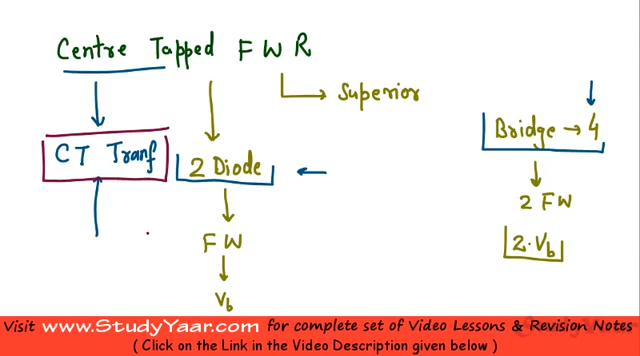 Centre Tapped F W R
Superior
CT Tranf
2 Diode
F W
Vb
Bridge → 4
2 FW
2·Vb
Visit www.StudyYaar.com for complete set of Video Lessons & Revision Notes
( Click on the Link in the Video Description given below )